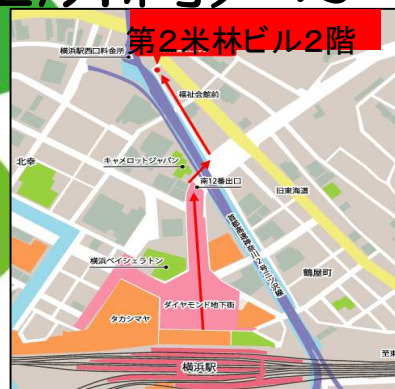 第2米林ビル2階
横浜駅西口料金所
福祉会館前
キャメロットジャパン
北幸
南12番出口
旧東海道
首都高速神奈川2号三ツ沢線
横浜ベイシェラトン
鶴屋町
ダイヤモンド地下街
タカシマヤ
至東
横浜駅